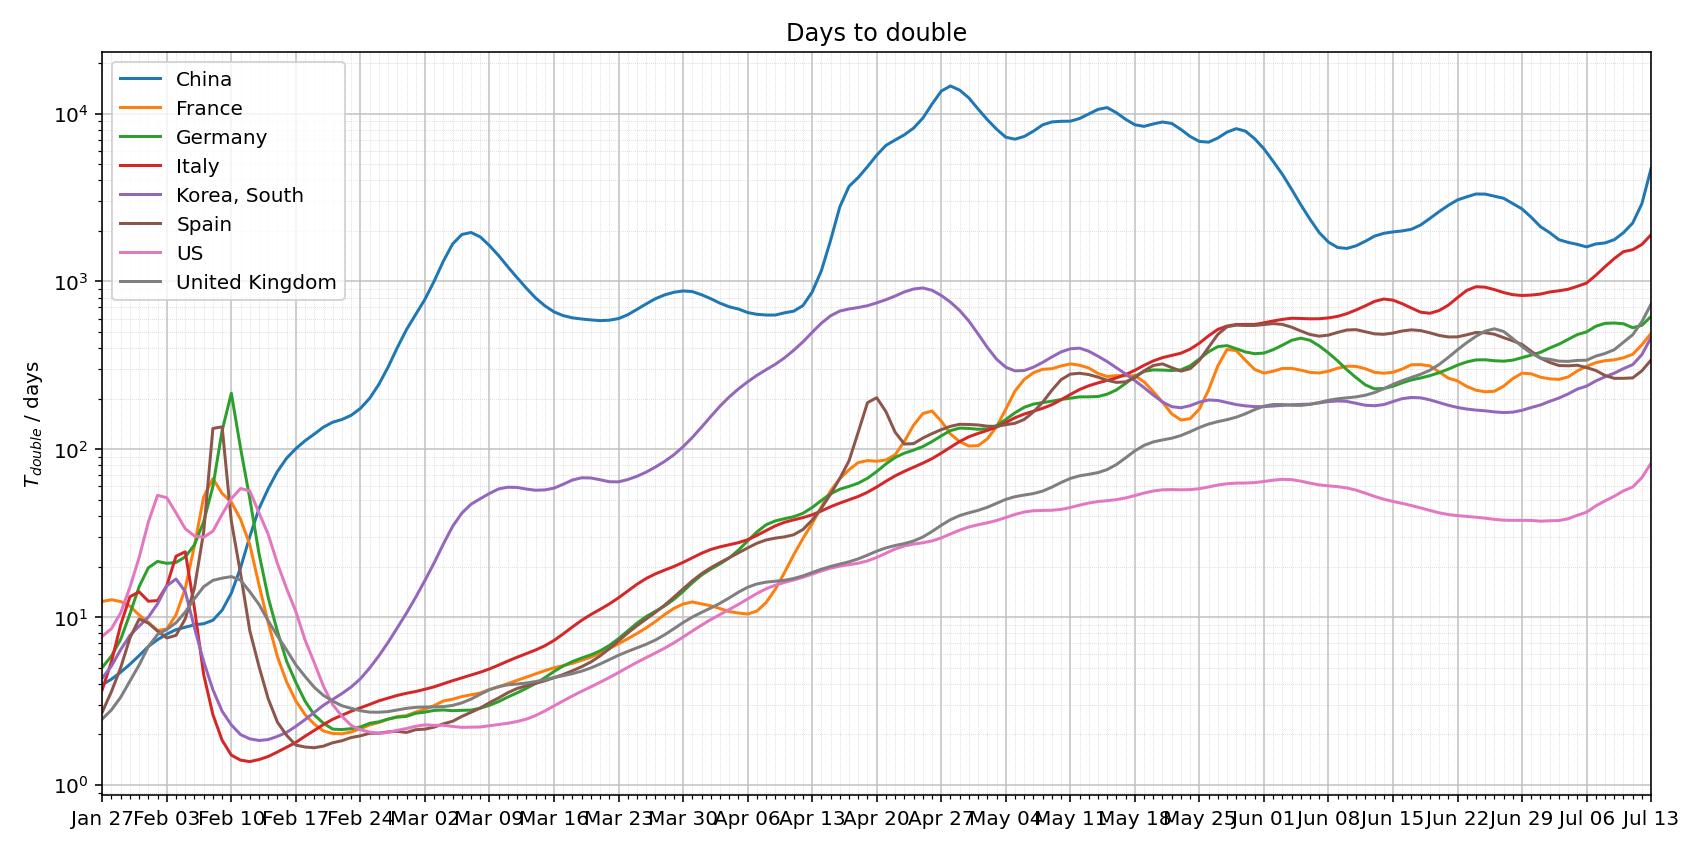 Days to double
China
France
Germany
Italy
Korea, South
Spain
US
United Kingdom
T_double / days
10⁴
10³
10²
10¹
10⁰
Jan 27 Feb 03 Feb 10 Feb 17 Feb 24 Mar 02 Mar 09 Mar 16 Mar 23 Mar 30 Apr 06 Apr 13 Apr 20 Apr 27 May 04 May 11 May 18 May 25 Jun 01 Jun 08 Jun 15 Jun 22 Jun 29 Jul 06 Jul 13